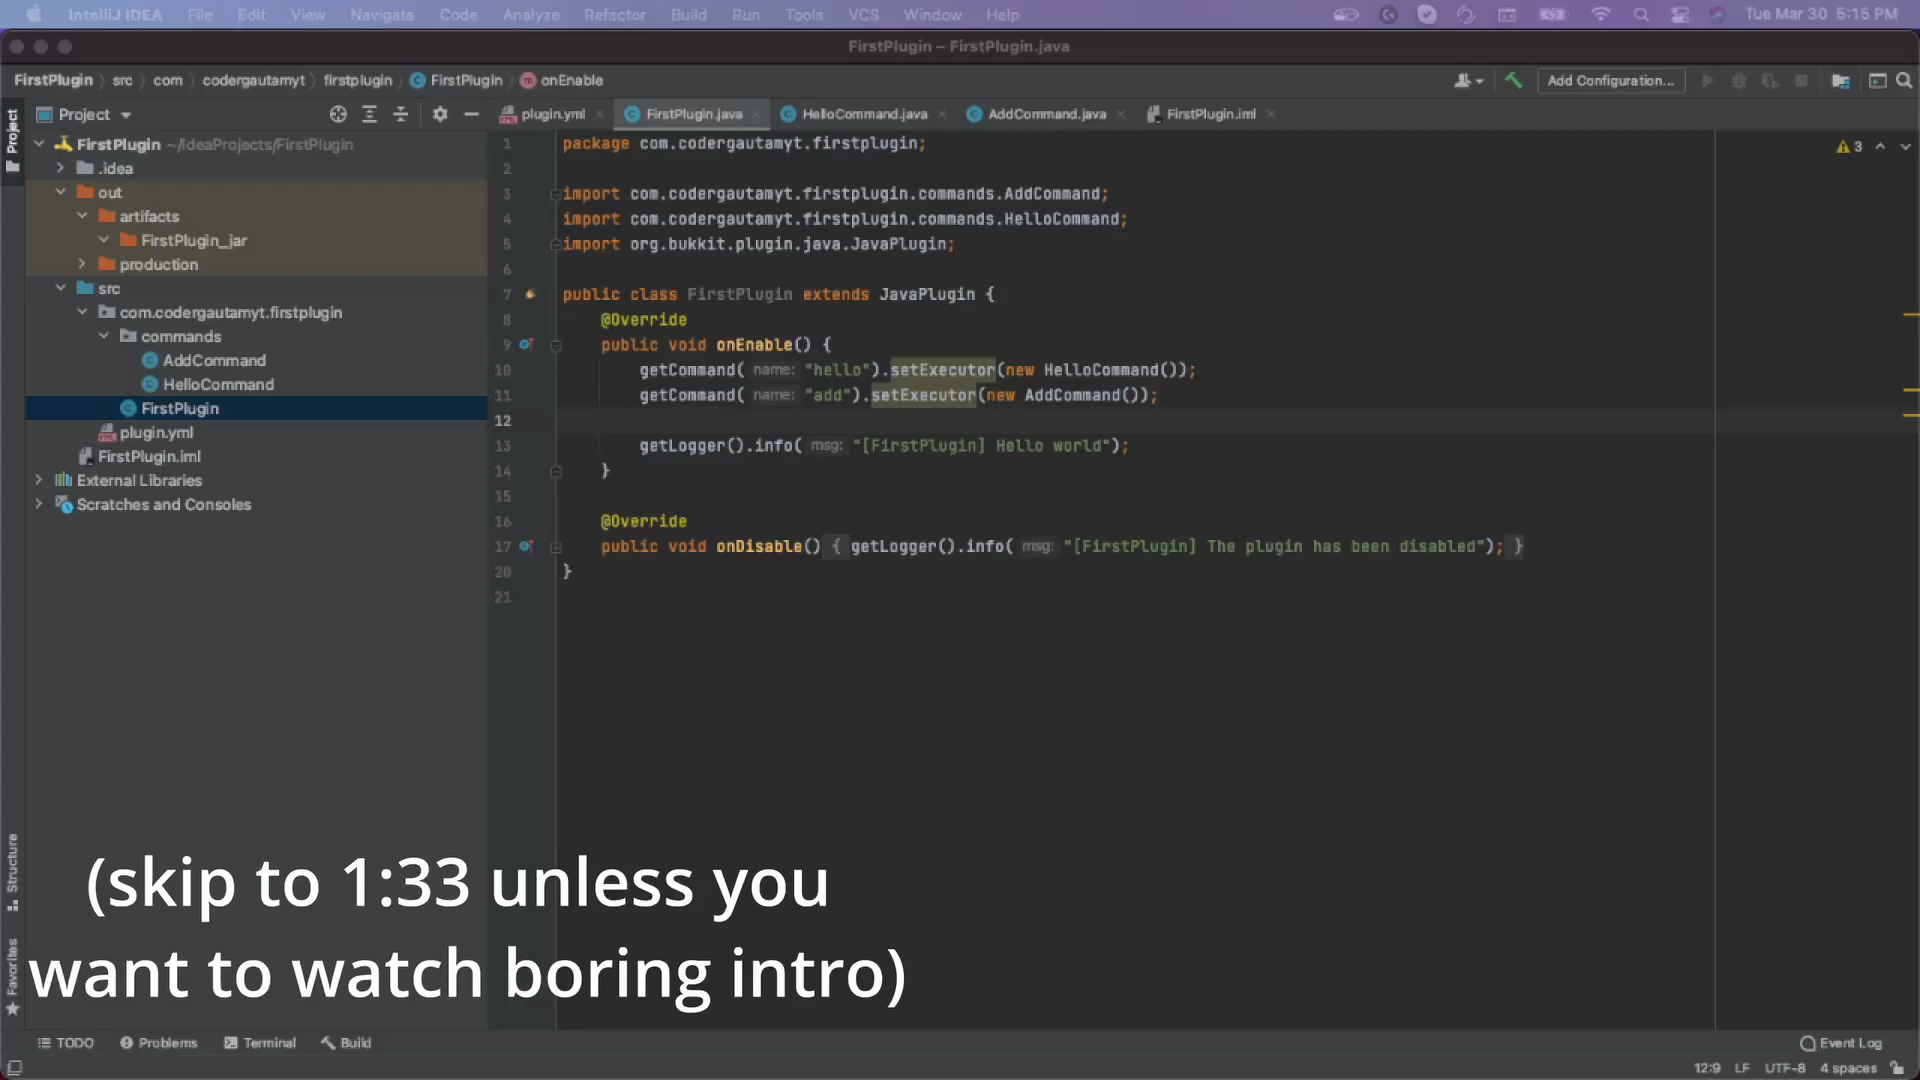 IntelliJ IDEA File Edit View Navigate Code Analyze Refactor Build Run Tools VCS Window Help Tue Mar 30 5:15 PM
FirstPlugin – FirstPlugin.java
FirstPlugin src com codergautamyt firstplugin FirstPlugin onEnable Add Configuration...
Project
Project
plugin.yml FirstPlugin.java HelloCommand.java AddCommand.java FirstPlugin.iml
FirstPlugin ~/IdeaProjects/FirstPlugin
.idea
out
artifacts
FirstPlugin_jar
production
src
com.codergautamyt.firstplugin
commands
AddCommand
HelloCommand
FirstPlugin
plugin.yml
FirstPlugin.iml
External Libraries
Scratches and Consoles
3
1 package com.codergautamyt.firstplugin;
2
3 import com.codergautamyt.firstplugin.commands.AddCommand;
4 import com.codergautamyt.firstplugin.commands.HelloCommand;
5 import org.bukkit.plugin.java.JavaPlugin;
6
7 public class FirstPlugin extends JavaPlugin {
8 @Override
9 public void onEnable() {
10 getCommand( name: "hello").setExecutor(new HelloCommand());
11 getCommand( name: "add").setExecutor(new AddCommand());
12
13 getLogger().info( msg: "[FirstPlugin] Hello world");
14 }
15
16 @Override
17 public void onDisable() { getLogger().info( msg: "[FirstPlugin] The plugin has been disabled"); }
20 }
21
Structure
Favorites
(skip to 1:33 unless you
want to watch boring intro)
TODO Problems Terminal Build Event Log
12:9 LF UTF-8 4 spaces